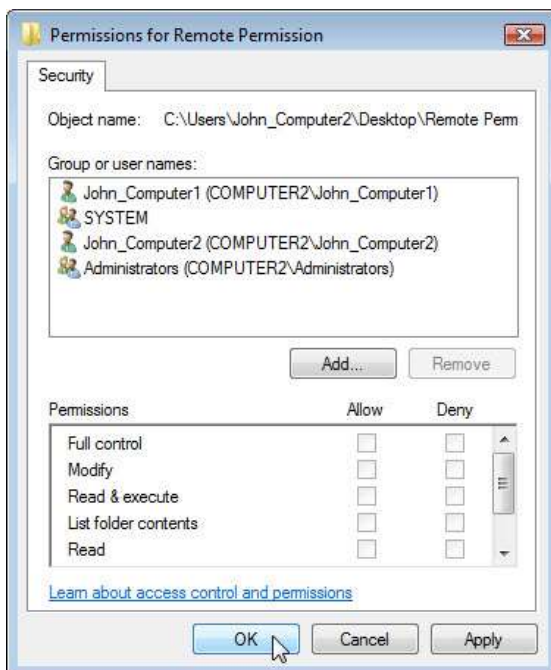 Permissions for Remote Permission
Security
Object name: C:\Users\John_Computer2\Desktop\Remote Perm
Group or user names:
John_Computer1 (COMPUTER2\John_Computer1)
SYSTEM
John_Computer2 (COMPUTER2\John_Computer2)
Administrators (COMPUTER2\Administrators)
Add... Remove
Permissions Allow Deny
Full control
Modify
Read & execute
List folder contents
Read
Learn about access control and permissions
OK Cancel Apply